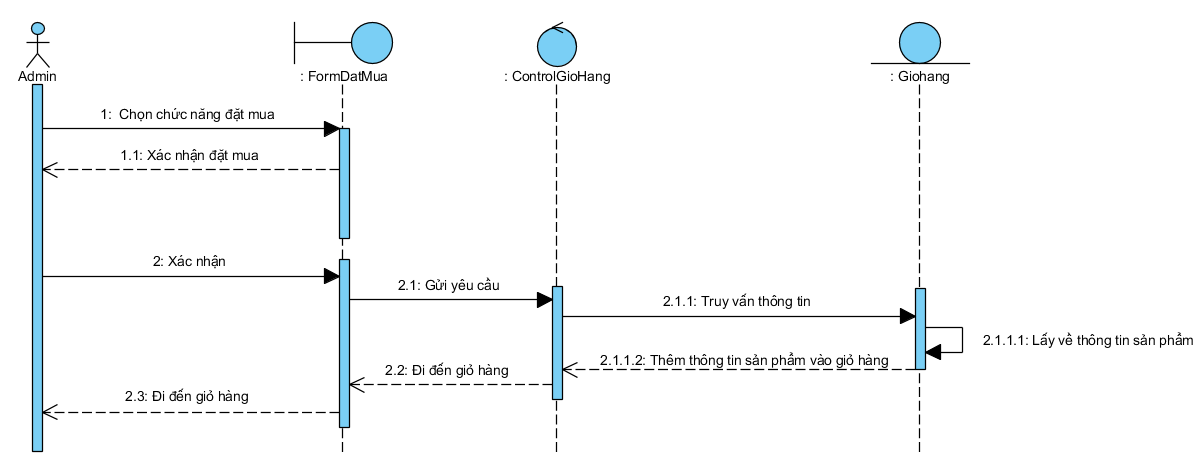 Admin
: FormDatMua
: ControlGioHang
: Giohang
1: Chọn chức năng đặt mua
1.1: Xác nhận đặt mua
2: Xác nhận
2.1: Gửi yêu cầu
2.1.1: Truy vấn thông tin
2.1.1.1: Lấy về thông tin sản phẩm
2.1.1.2: Thêm thông tin sản phẩm vào giỏ hàng
2.2: Đi đến giỏ hàng
2.3: Đi đến giỏ hàng